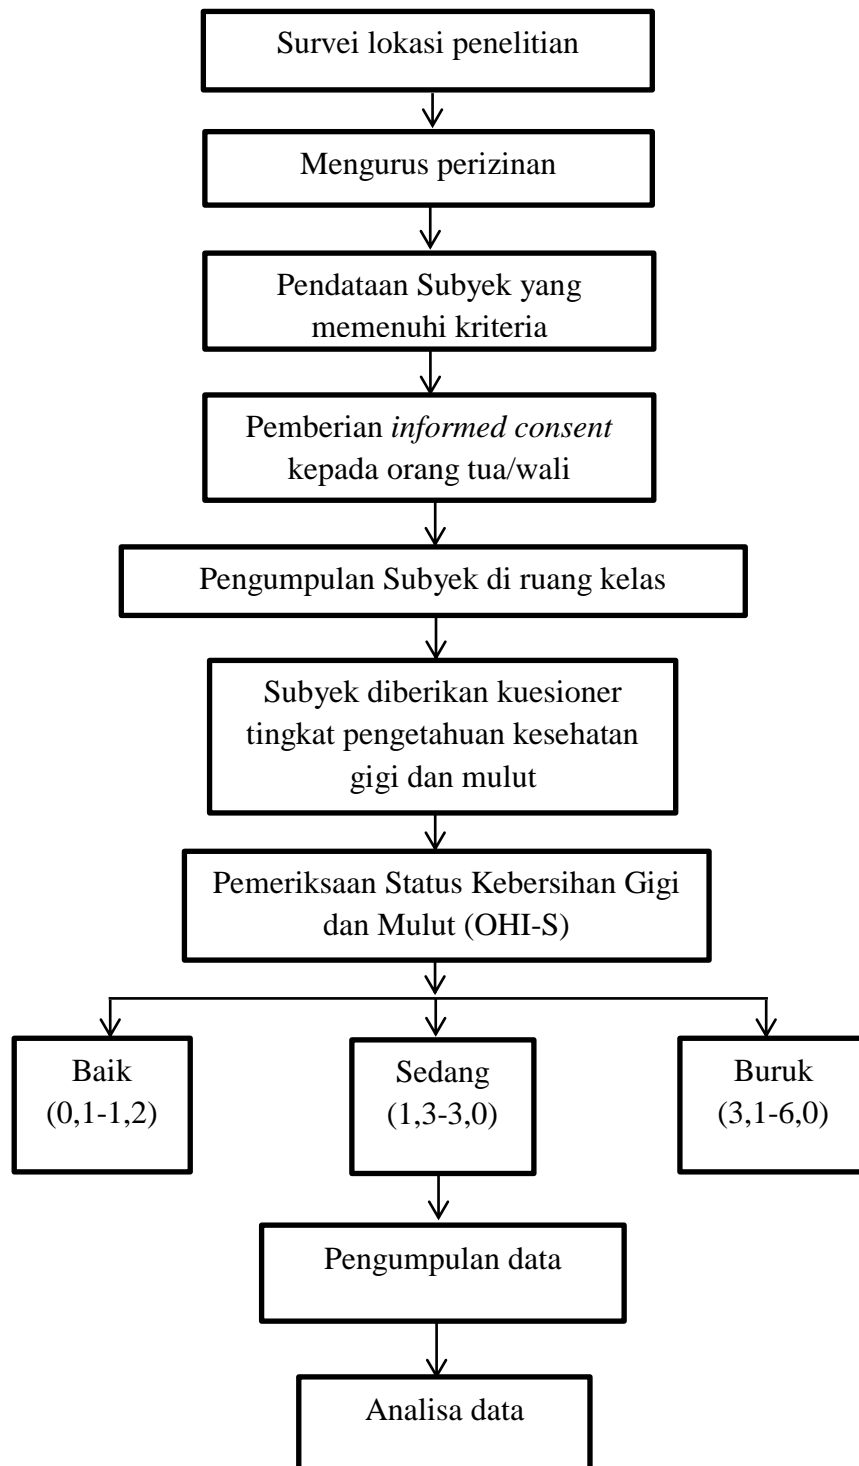 Survei lokasi penelitian
Mengurus perizinan
Pendataan Subyek yang
memenuhi kriteria
Pemberian informed consent
kepada orang tua/wali
Pengumpulan Subyek di ruang kelas
Subyek diberikan kuesioner
tingkat pengetahuan kesehatan
gigi dan mulut
Pemeriksaan Status Kebersihan Gigi
dan Mulut (OHI-S)
Baik
(0,1-1,2)
Sedang
(1,3-3,0)
Buruk
(3,1-6,0)
Pengumpulan data
Analisa data